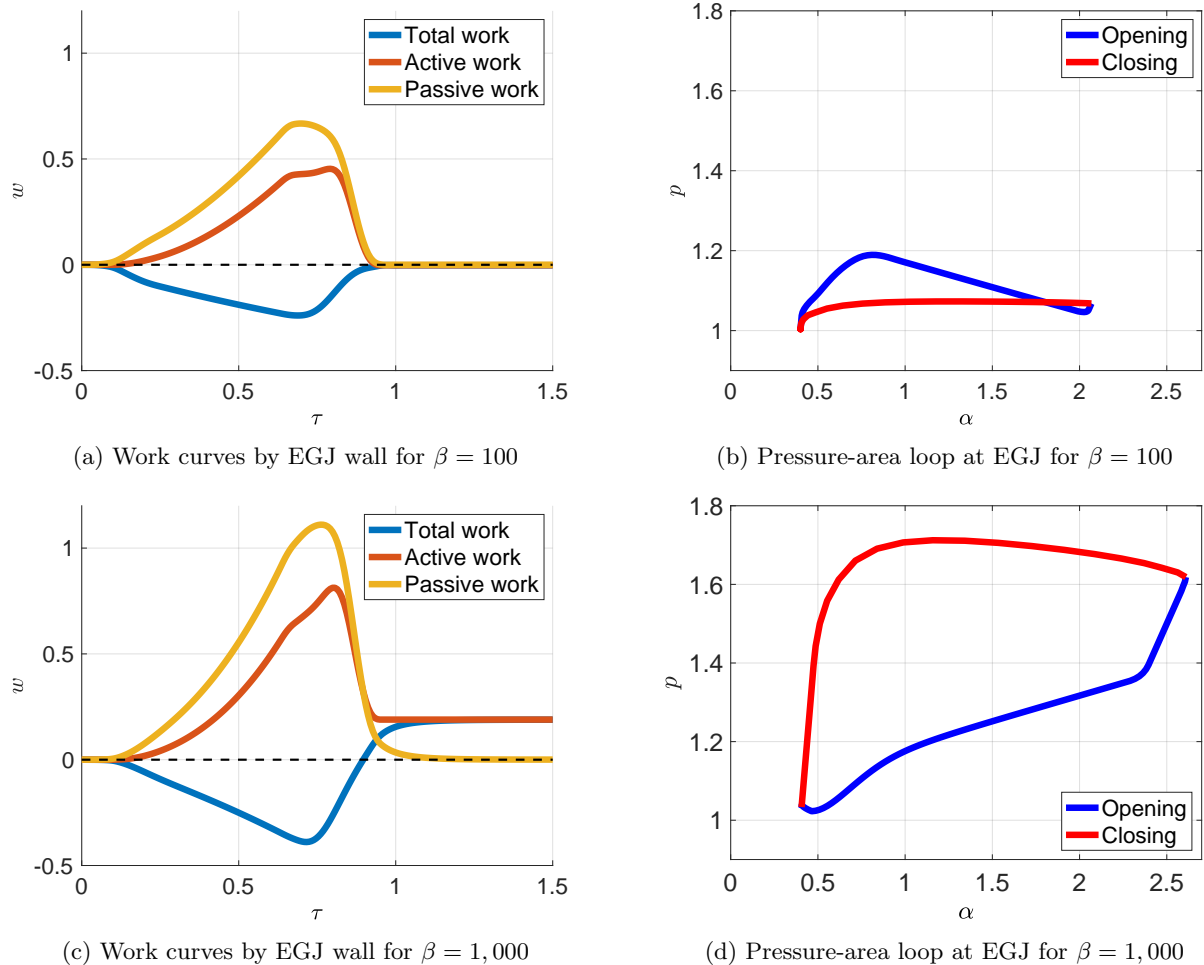 1
0.5
0
-0.5
w
0
0.5
1
1.5
τ
Total work
Active work
Passive work
(a) Work curves by EGJ wall for β = 100
1.8
1.6
1.4
1.2
1
p
0
0.5
1
1.5
2
2.5
α
Opening
Closing
(b) Pressure-area loop at EGJ for β = 100
1
0.5
0
-0.5
w
0
0.5
1
1.5
τ
Total work
Active work
Passive work
(c) Work curves by EGJ wall for β = 1,000
1.8
1.6
1.4
1.2
1
p
0
0.5
1
1.5
2
2.5
α
Opening
Closing
(d) Pressure-area loop at EGJ for β = 1,000